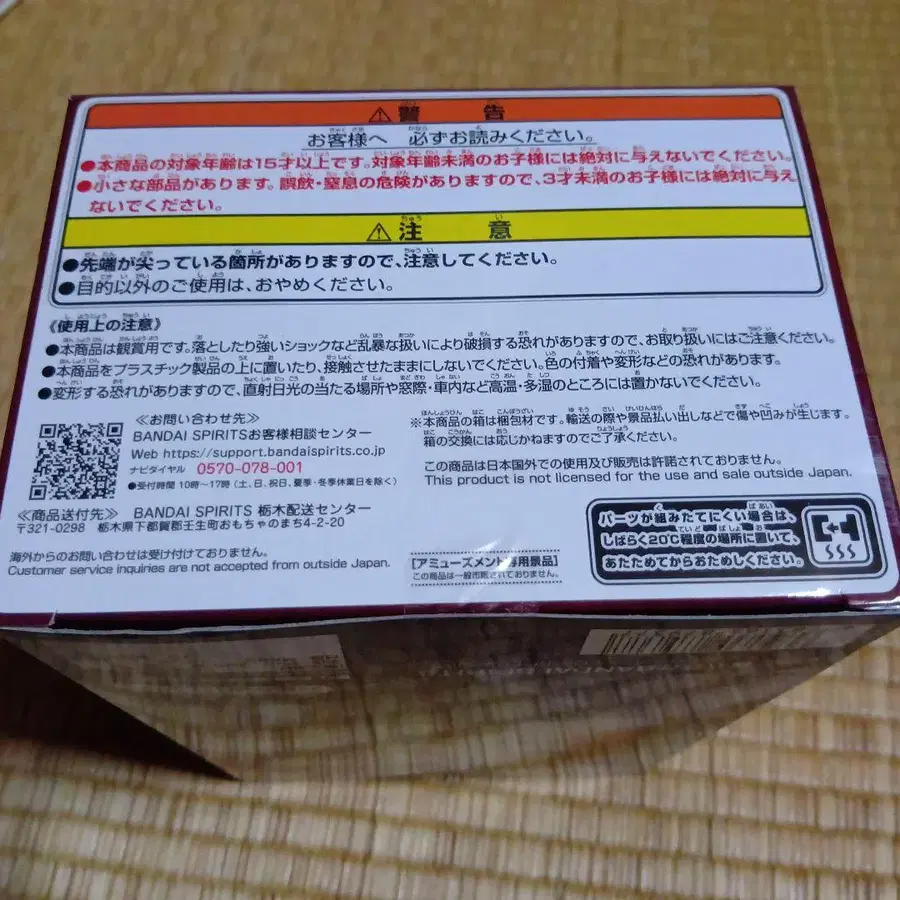 ⚠警告
お客様へ 必ずお読みください。
●本商品の対象年齢は15才以上です。対象年齢未満のお子様には絶対に与えないでください。
●小さな部品があります。誤飲・窒息の危険がありますので、3才未満のお子様には絶対に与え
ないでください。
⚠注意
●先端が尖っている箇所がありますので、注意してください。
●目的以外のご使用は、おやめください。
《使用上の注意》
●本商品は観賞用です。落としたり強いショックなど乱暴な扱いにより破損する恐れがありますので、お取り扱いにはご注意ください。
●本商品をプラスチック製品の上に置いたり、接触させたままにしないでください。色の付着や変形などの恐れがあります。
●変形する恐れがありますので、直射日光の当たる場所や窓際・車内など高温・多湿のところには置かないでください。
≪お問い合わせ先≫
BANDAI SPIRITSお客様相談センター
Web https://support.bandaispirits.co.jp
ナビダイヤル 0570-078-001
●受付時間 10時~17時(土、日、祝日、夏季・冬季休業日を除く)
≪商品送付先≫ BANDAI SPIRITS 栃木配送センター
〒321-0298 栃木県下都賀郡壬生町おもちゃのまち4-2-20
海外からのお問い合わせは受け付けておりません。
Customer service inquiries are not accepted from outside Japan.
※本商品の箱は梱包材です。輸送の際や景品払い出しなどで傷や凹みが生じます。
箱の交換には応じかねますのでご了承ください。
この商品は日本国外での使用及び販売は許諾されておりません。
This product is not licensed for the use and sale outside Japan.
[アミューズメント専用景品]
この商品は一般市販されておりません。
パーツが組みたてにくい場合は、
しばらく20℃程度の場所に置いて、
あたためてからおためしください。